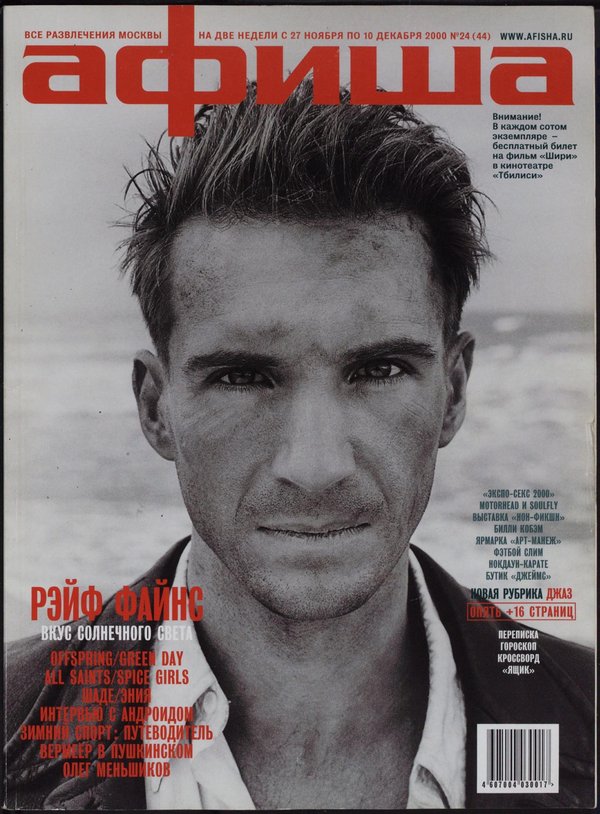 ВСЕ РАЗВЛЕЧЕНИЯ МОСКВЫ
НА ДВЕ НЕДЕЛИ С 27 НОЯБРЯ ПО 10 ДЕКАБРЯ 2000 №24 (44)
WWW.AFISHA.RU
афиша
Внимание!
В каждом сотом
экземпляре –
бесплатный билет
на фильм «Шири»
в кинотеатре
«Тбилиси»
«ЭКСПО-СЕКС 2000»
MOTORHEAD И SOULFLY
ВЫСТАВКА «НОН-ФИКШН»
БИЛЛИ КОБЭМ
ЯРМАРКА «АРТ-МАНЕЖ»
ФЭТБОЙ СЛИМ
НОКДАУН-КАРАТЕ
БУТИК «ДЖЕЙМС»
НОВАЯ РУБРИКА ДЖАЗ
ОПЯТЬ +16 СТРАНИЦ
ПЕРЕПИСКА
ГОРОСКОП
КРОССВОРД
«ЯЩИК»
РЭЙФ ФАЙНС
ВКУС СОЛНЕЧНОГО СВЕТА
OFFSPRING/GREEN DAY
ALL SAINTS/SPICE GIRLS
ШАДЕ/ЭНИЯ
ИНТЕРВЬЮ С АНДРОИДОМ
ЗИМНИЙ СПОРТ: ПУТЕВОДИТЕЛЬ
ВЕРМЕЕР В ПУШКИНСКОМ
ОЛЕГ МЕНЬШИКОВ
4 607004 030017 >